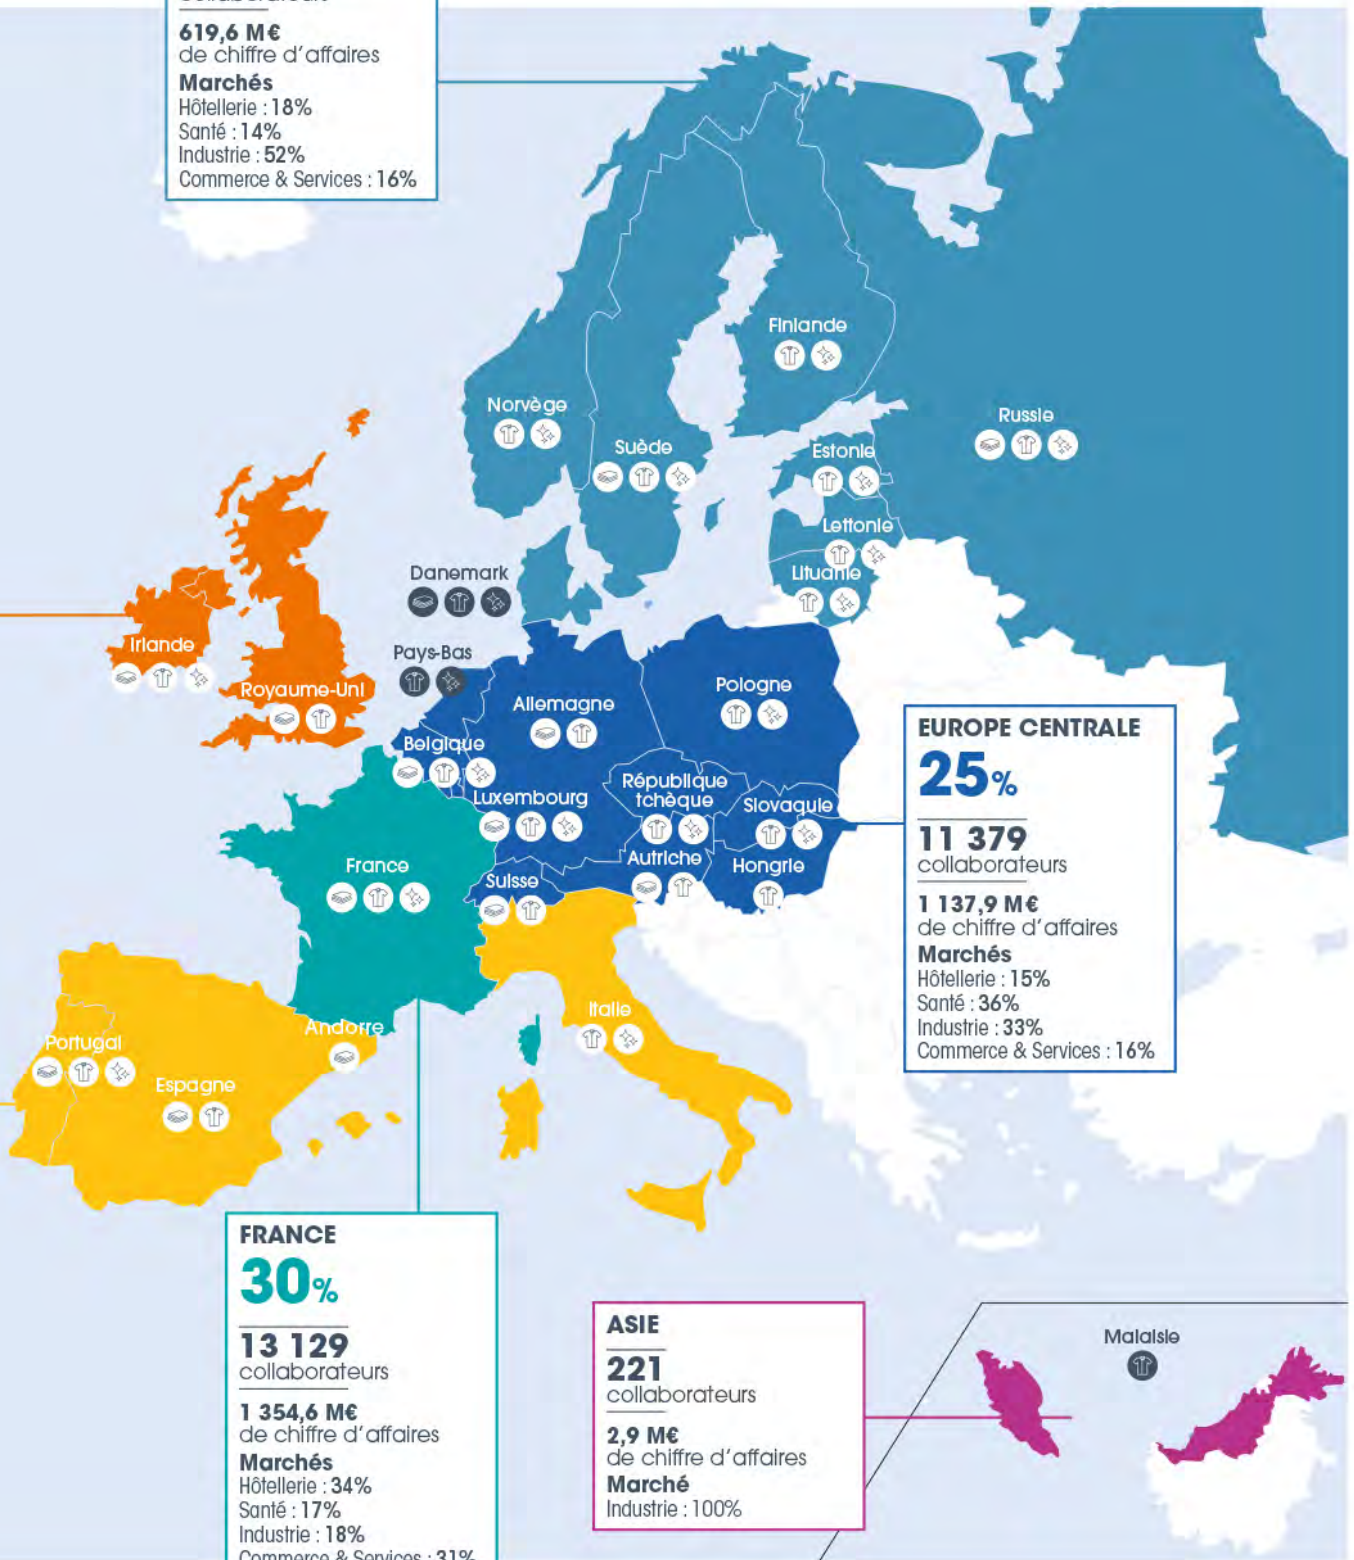 collaborateurs
619,6 M€
de chiffre d'affaires
Marchés
Hôtellerie : 18%
Santé : 14%
Industrie : 52%
Commerce & Services : 16%
Finlande
Norvège
Russie
Suède
Estonie
Lettonie
Danemark
Lituanie
Irlande
Pays-Bas
Royaume-Uni
Allemagne
Pologne
Belgique
Luxembourg
République
tchèque
Slovaquie
France
Autriche
Hongrie
Suisse
Italie
Andorre
Portugal
Espagne
EUROPE CENTRALE
25%
11 379
collaborateurs
1 137,9 M€
de chiffre d'affaires
Marchés
Hôtellerie : 15%
Santé : 36%
Industrie : 33%
Commerce & Services : 16%
FRANCE
30%
13 129
collaborateurs
1 354,6 M€
de chiffre d'affaires
Marchés
Hôtellerie : 34%
Santé : 17%
Industrie : 18%
Commerce & Services : 31%
ASIE
221
collaborateurs
2,9 M€
de chiffre d'affaires
Marché
Industrie : 100%
Malaisie